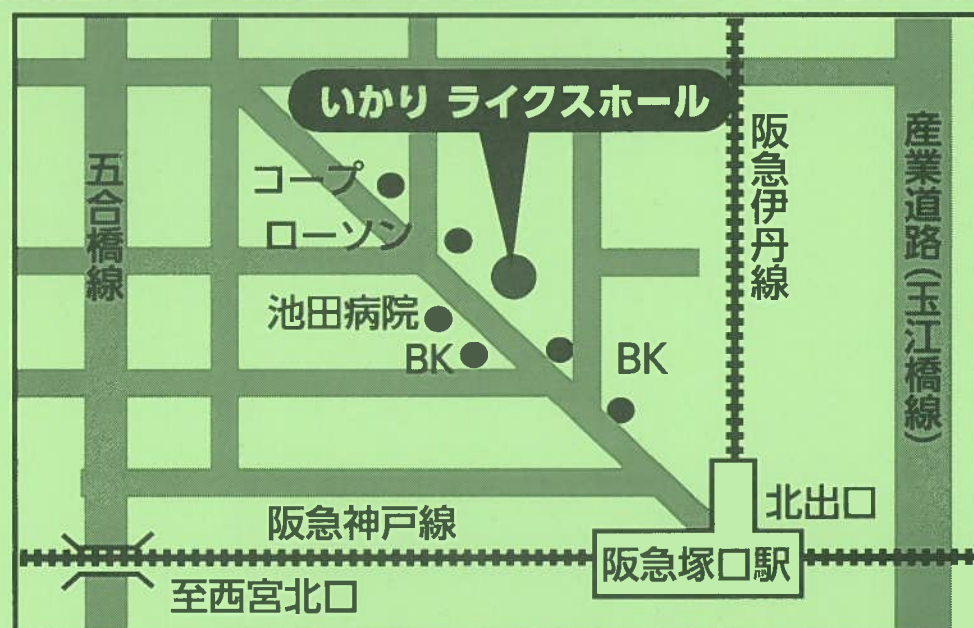 いかり ライクスホール
阪急伊丹線
産業道路(玉江橋線)
五合橋線
コープ
ローソン
池田病院
BK
BK
北出口
阪急神戸線
阪急塚口駅
至西宮北口